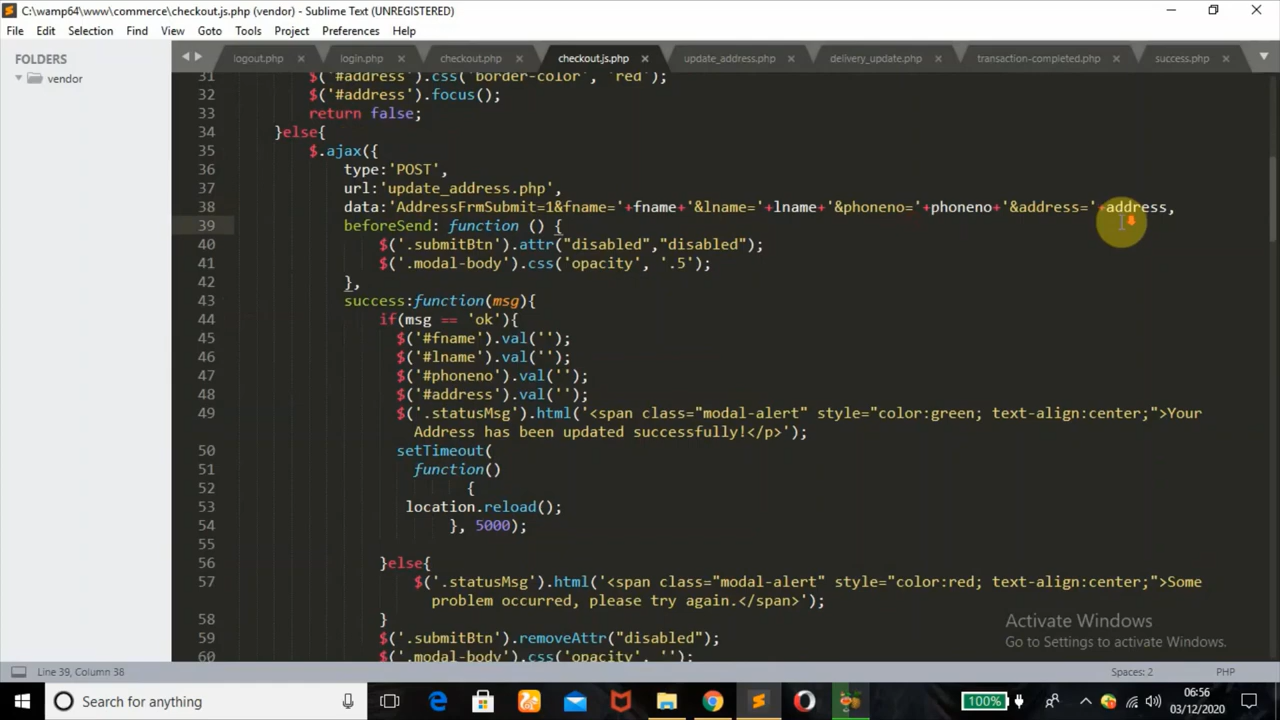 C:\wamp64\www\commerce\checkout.js.php (vendor) - Sublime Text (UNREGISTERED)
File Edit Selection Find View Goto Tools Project Preferences Help
FOLDERS
vendor
logout.php login.php checkout.php checkout.js.php update_address.php delivery_update.php transaction-completed.php success.php
31 $('#address').css('border-color', 'red');
32 $('#address').focus();
33 return false;
34 }else{
35 $.ajax({
36 type:'POST',
37 url:'update_address.php',
38 data:'AddressFrmSubmit=1&fname='+fname+'&lname='+lname+'&phoneno='+phoneno+'&address='+address,
39 beforeSend: function () {
40 $('.submitBtn').attr("disabled","disabled");
41 $('.modal-body').css('opacity', '.5');
42 },
43 success:function(msg){
44 if(msg == 'ok'){
45 $('#fname').val('');
46 $('#lname').val('');
47 $('#phoneno').val('');
48 $('#address').val('');
49 $('.statusMsg').html('<span class="modal-alert" style="color:green; text-align:center;">Your
Address has been updated successfully!</p>');
50 setTimeout(
51 function()
52 {
53 location.reload();
54 }, 5000);
55
56 }else{
57 $('.statusMsg').html('<span class="modal-alert" style="color:red; text-align:center;">Some
problem occurred, please try again.</span>');
58 }
59 $('.submitBtn').removeAttr("disabled");
60 $('.modal-body').css('opacity', '');
Activate Windows
Go to Settings to activate Windows.
Line 39, Column 38 Spaces: 2 PHP
Search for anything
100%
06:56
03/12/2020